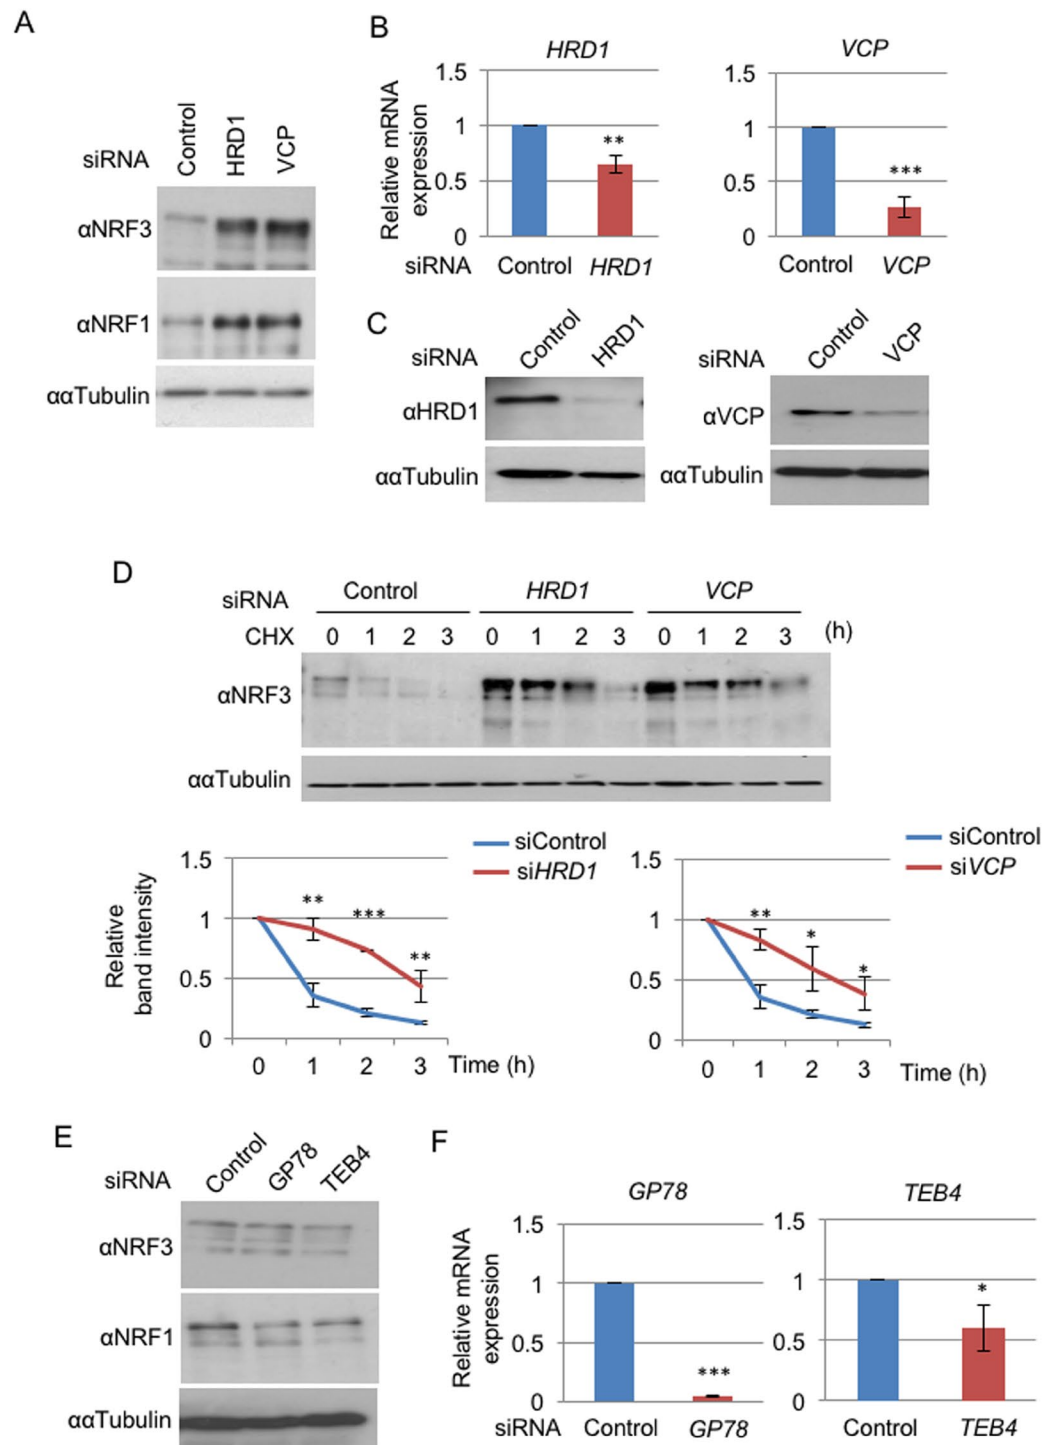 A
siRNA Control HRD1 VCP
αNRF3
αNRF1
ααTubulin
B
HRD1
Relative mRNA
expression
1.5
1
0.5
0
**
siRNA Control HRD1
VCP
1.5
1
0.5
0
***
Control VCP
C
siRNA Control HRD1
αHRD1
ααTubulin
siRNA Control VCP
αVCP
ααTubulin
D
siRNA Control HRD1 VCP
CHX 0 1 2 3 0 1 2 3 0 1 2 3 (h)
αNRF3
ααTubulin
Relative
band intensity
1.5
1
0.5
0
** *** **
0 1 2 3 Time (h)
siControl
siHRD1
1.5
1
0.5
0
** * *
0 1 2 3 Time (h)
siControl
siVCP
E
siRNA Control GP78 TEB4
αNRF3
αNRF1
ααTubulin
F
GP78
Relative mRNA
expression
1.5
1
0.5
0
***
siRNA Control GP78
TEB4
1.5
1
0.5
0
*
Control TEB4